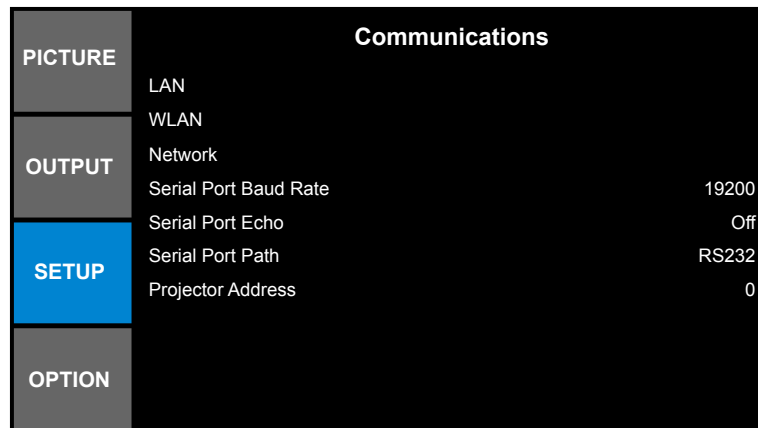 PICTURE
OUTPUT
SETUP
OPTION
Communications
LAN
WLAN
Network
Serial Port Baud Rate 19200
Serial Port Echo Off
Serial Port Path RS232
Projector Address 0